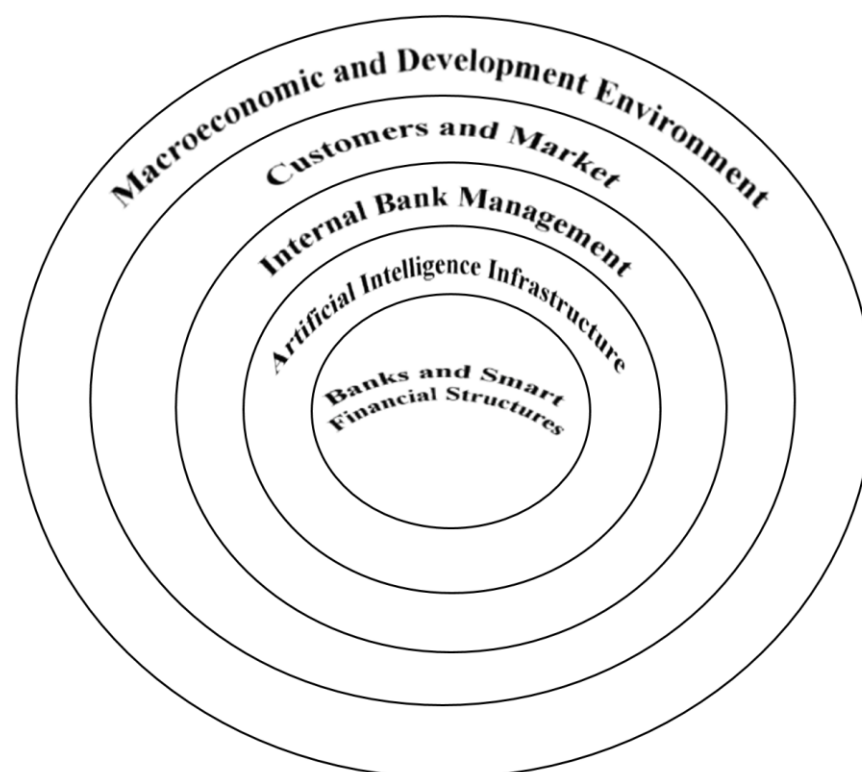 Macroeconomic and Development Environment
Customers and Market
Internal Bank Management
Artificial Intelligence Infrastructure
Banks and Smart
Financial Structures